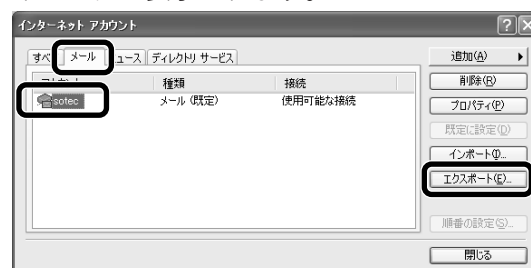 インターネット アカウント
すべ メール ュース ディレクトリ サービス
種類 接続
sotec メール (既定) 使用可能な接続
追加(A)
削除(R)
プロパティ(P)
既定に設定(D)
インポート(I)...
エクスポート(E)...
順番の設定(S)...
閉じる